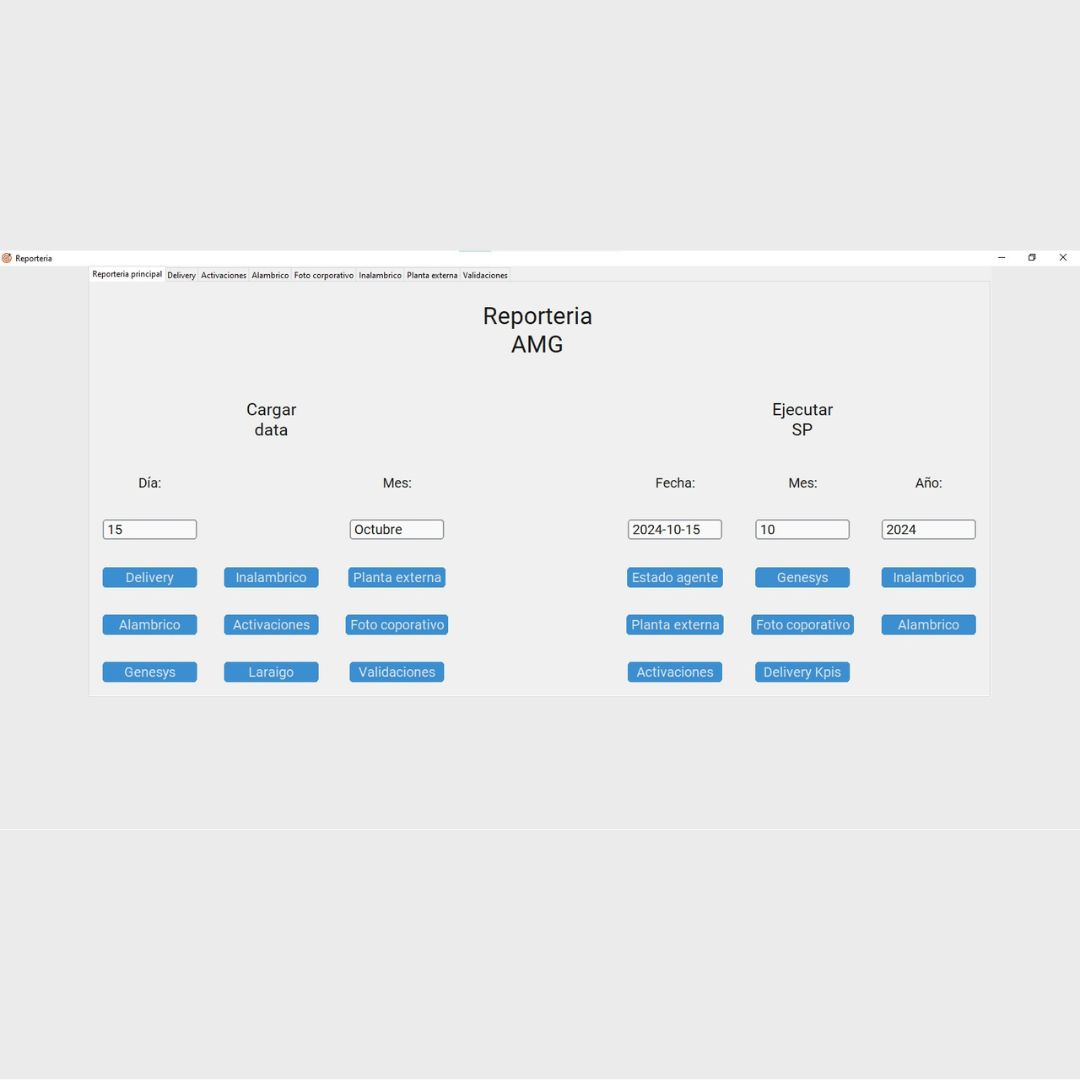 Reporteria
Reporteria principal Delivery Activaciones Alambrico Foto corporativo Inalambrico Planta externa Validaciones
Reporteria
AMG
Cargar
data
Ejecutar
SP
Día: Mes: Fecha: Mes: Año:
15 Octubre 2024-10-15 10 2024
Delivery Inalambrico Planta externa Estado agente Genesys Inalambrico
Alambrico Activaciones Foto coporativo Planta externa Foto coporativo Alambrico
Genesys Laraigo Validaciones Activaciones Delivery Kpis